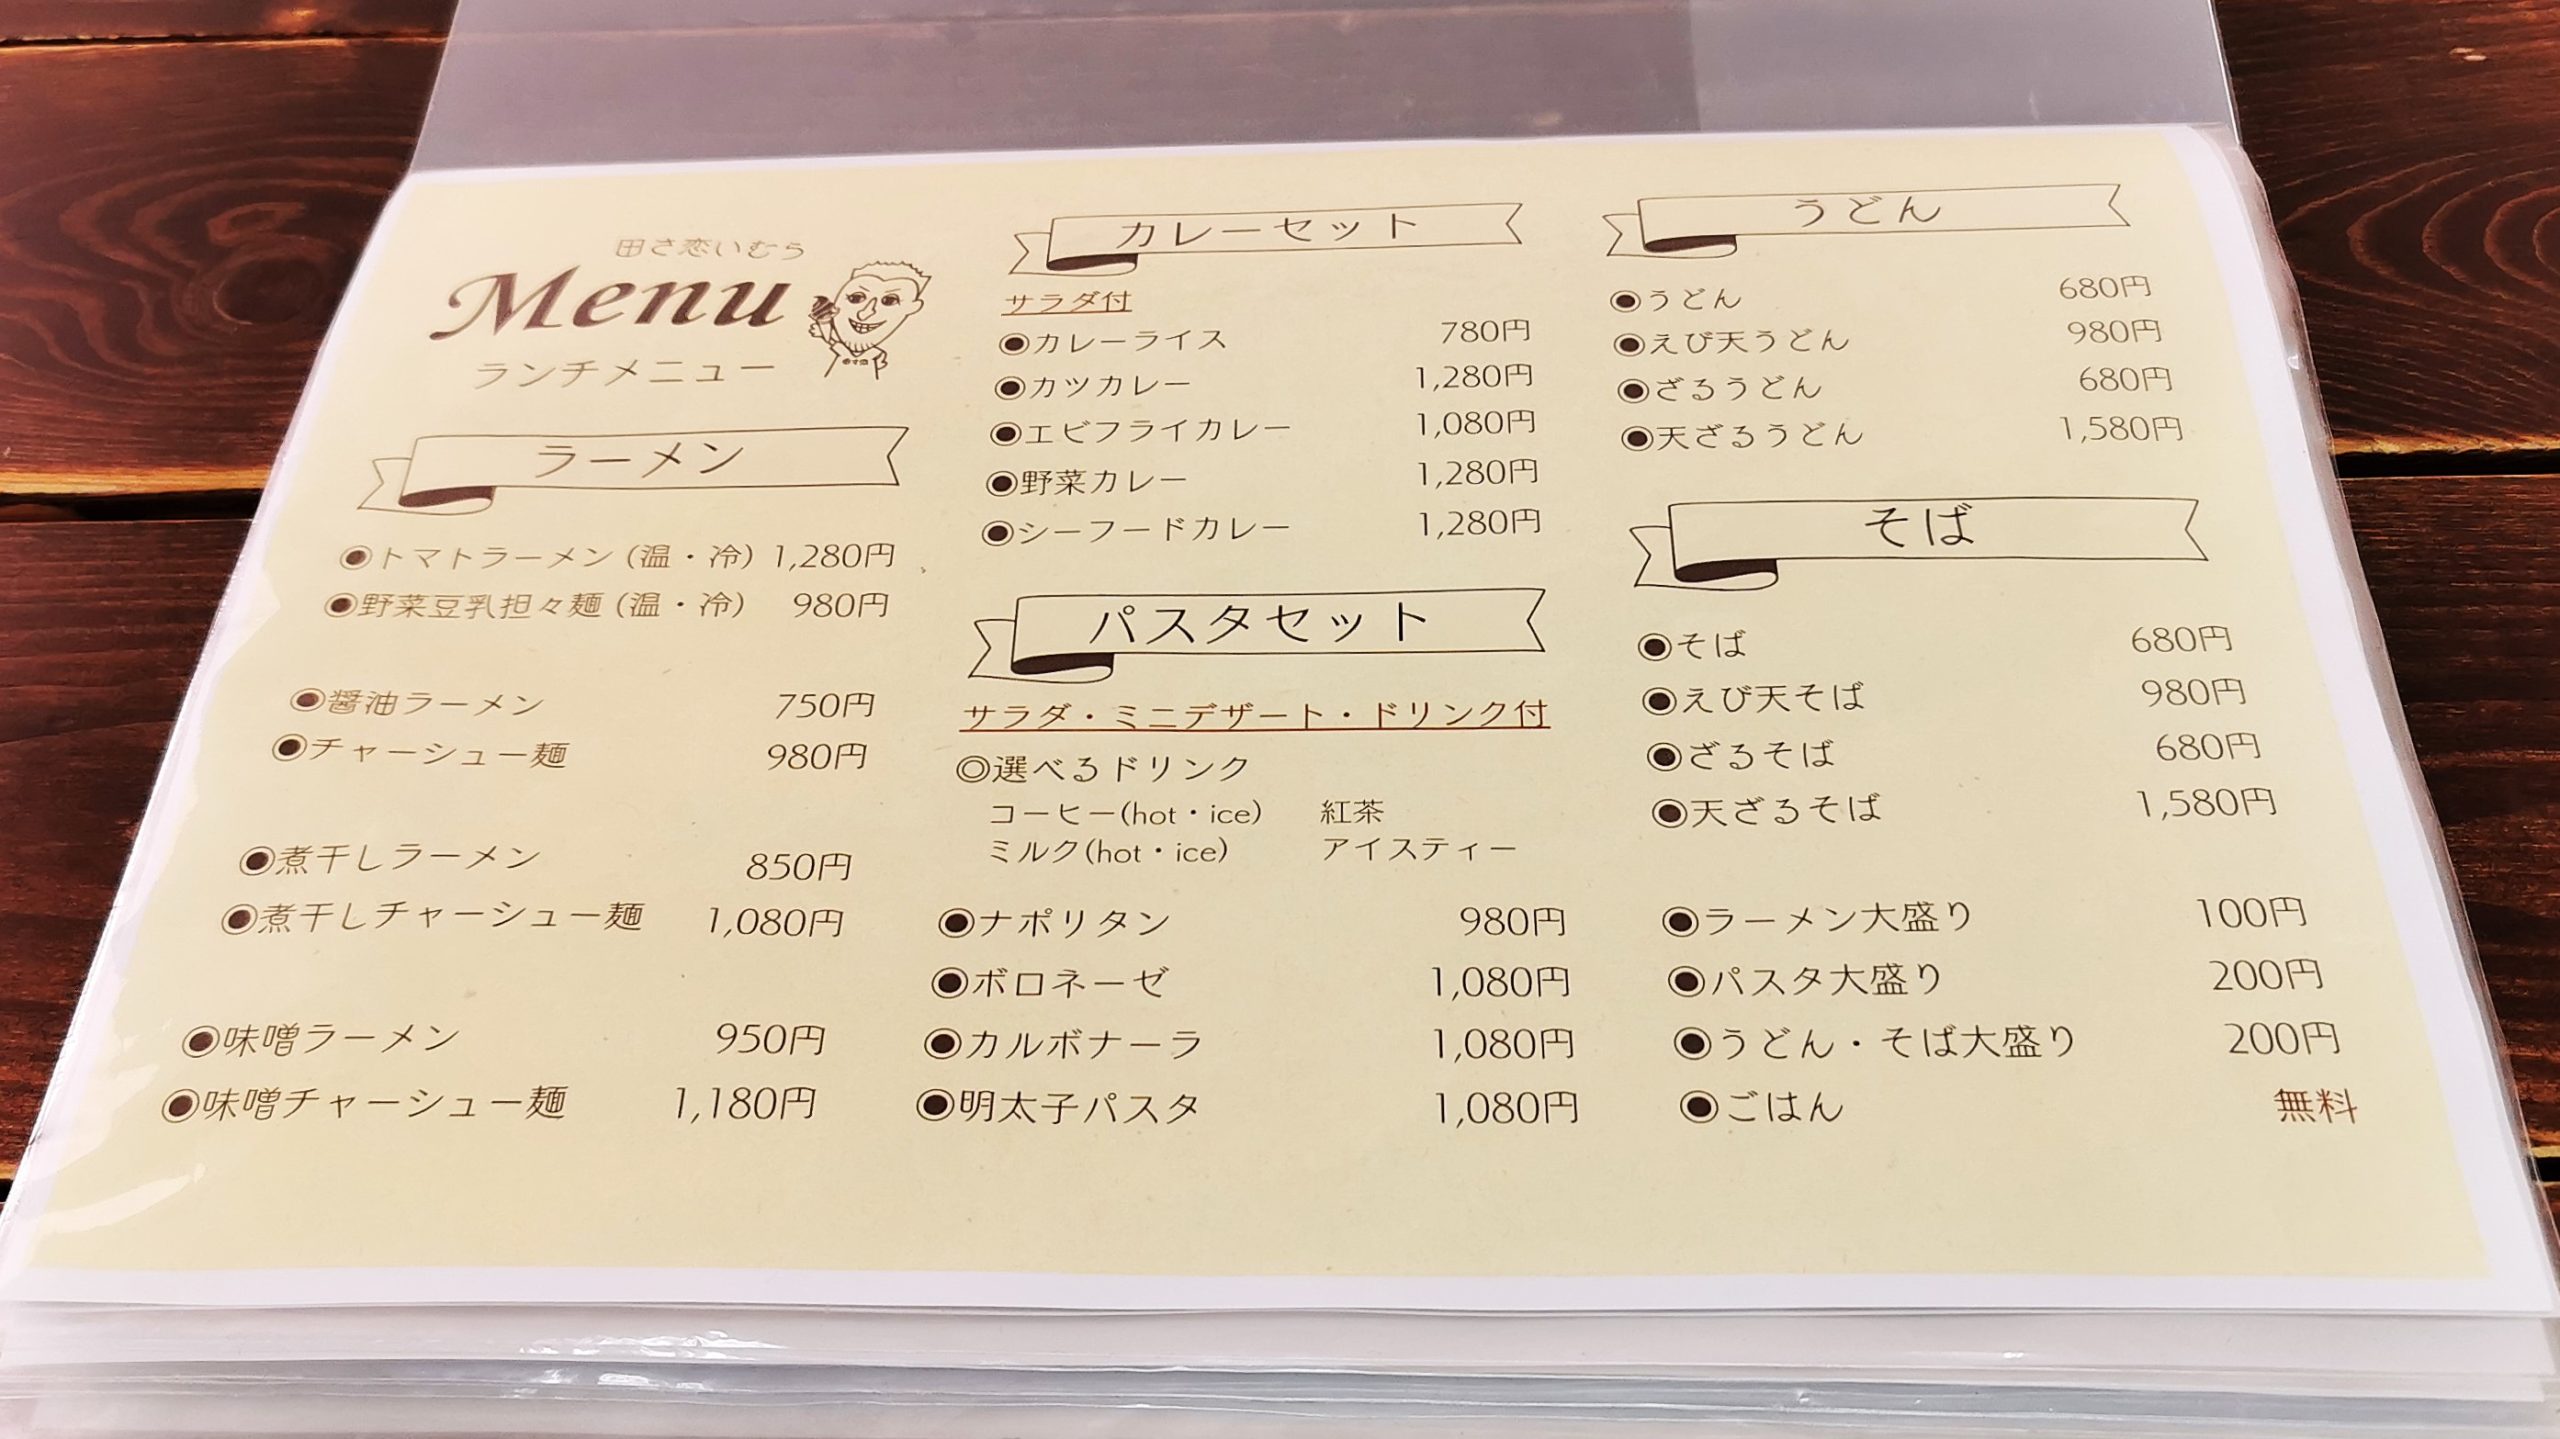 田さ恋いむら
Menu
ランチメニュー
ラーメン
◉トマトラーメン (温・冷) 1,280円
◉野菜豆乳担々麺 (温・冷) 980円
◉醤油ラーメン 750円
◉チャーシュー麺 980円
◉煮干しラーメン 850円
◉煮干しチャーシュー麺 1,080円
◉味噌ラーメン 950円
◉味噌チャーシュー麺 1,180円
カレーセット
サラダ付
◉カレーライス 780円
◉カツカレー 1,280円
◉エビフライカレー 1,080円
◉野菜カレー 1,280円
◉シーフードカレー 1,280円
パスタセット
サラダ・ミニデザート・ドリンク付
◎選べるドリンク
コーヒー(hot・ice) 紅茶
ミルク(hot・ice) アイスティー
◉ナポリタン 980円
◉ボロネーゼ 1,080円
◉カルボナーラ 1,080円
◉明太子パスタ 1,080円
うどん
◉うどん 680円
◉えび天うどん 980円
◉ざるうどん 680円
◉天ざるうどん 1,580円
そば
◉そば 680円
◉えび天そば 980円
◉ざるそば 680円
◉天ざるそば 1,580円
◉ラーメン大盛り 100円
◉パスタ大盛り 200円
◉うどん・そば大盛り 200円
◉ごはん 無料